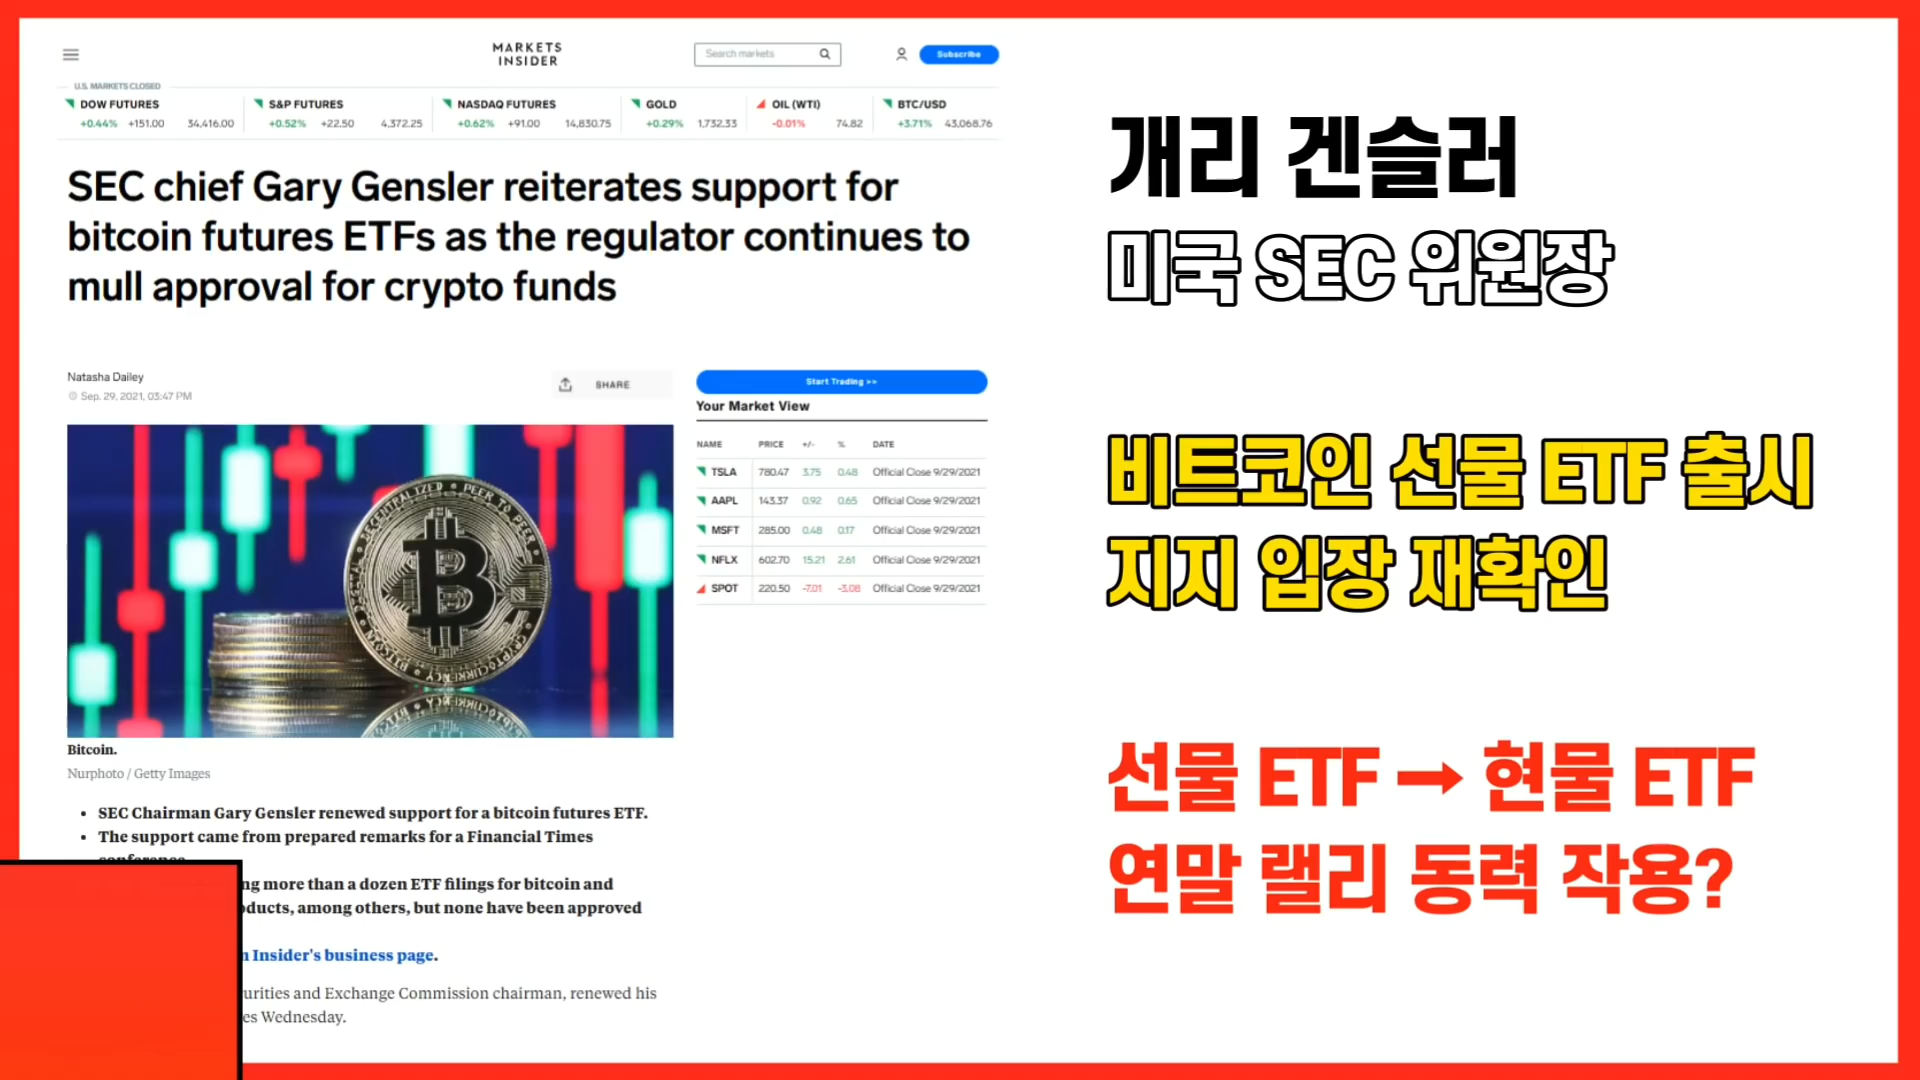 MARKETS
INSIDER
Search markets
Subscribe
U.S. MARKETS CLOSED
DOW FUTURES
+0.44% +151.00 34,416.00
S&P FUTURES
+0.52% +22.50 4,372.25
NASDAQ FUTURES
+0.62% +91.00 14,830.75
GOLD
+0.29% 1,732.33
OIL (WTI)
-0.01% 74.82
BTC/USD
+3.71% 43,068.76
SEC chief Gary Gensler reiterates support for
bitcoin futures ETFs as the regulator continues to
mull approval for crypto funds
Natasha Dailey
Sep. 29, 2021, 03:47 PM
SHARE
Start Trading >>
Your Market View
NAME PRICE +/- % DATE
TSLA 780.47 3.75 0.48 Official Close 9/29/2021
AAPL 143.37 0.92 0.65 Official Close 9/29/2021
MSFT 285.00 0.48 0.17 Official Close 9/29/2021
NFLX 602.70 15.21 2.61 Official Close 9/29/2021
SPOT 220.50 -7.01 -3.08 Official Close 9/29/2021
DIGITAL DECENTRALIZED PEER TO PEER
BITCOIN CRYPTOCURRENCY
Bitcoin.
Nurphoto / Getty Images
• SEC Chairman Gary Gensler renewed support for a bitcoin futures ETF.
• The support came from prepared remarks for a Financial Times
conference.
ng more than a dozen ETF filings for bitcoin and
oducts, among others, but none have been approved
n Insider's business page.
urities and Exchange Commission chairman, renewed his
es Wednesday.
개리 겐슬러
미국 SEC 위원장
비트코인 선물 ETF 출시
지지 입장 재확인
선물 ETF → 현물 ETF
연말 랠리 동력 작용?